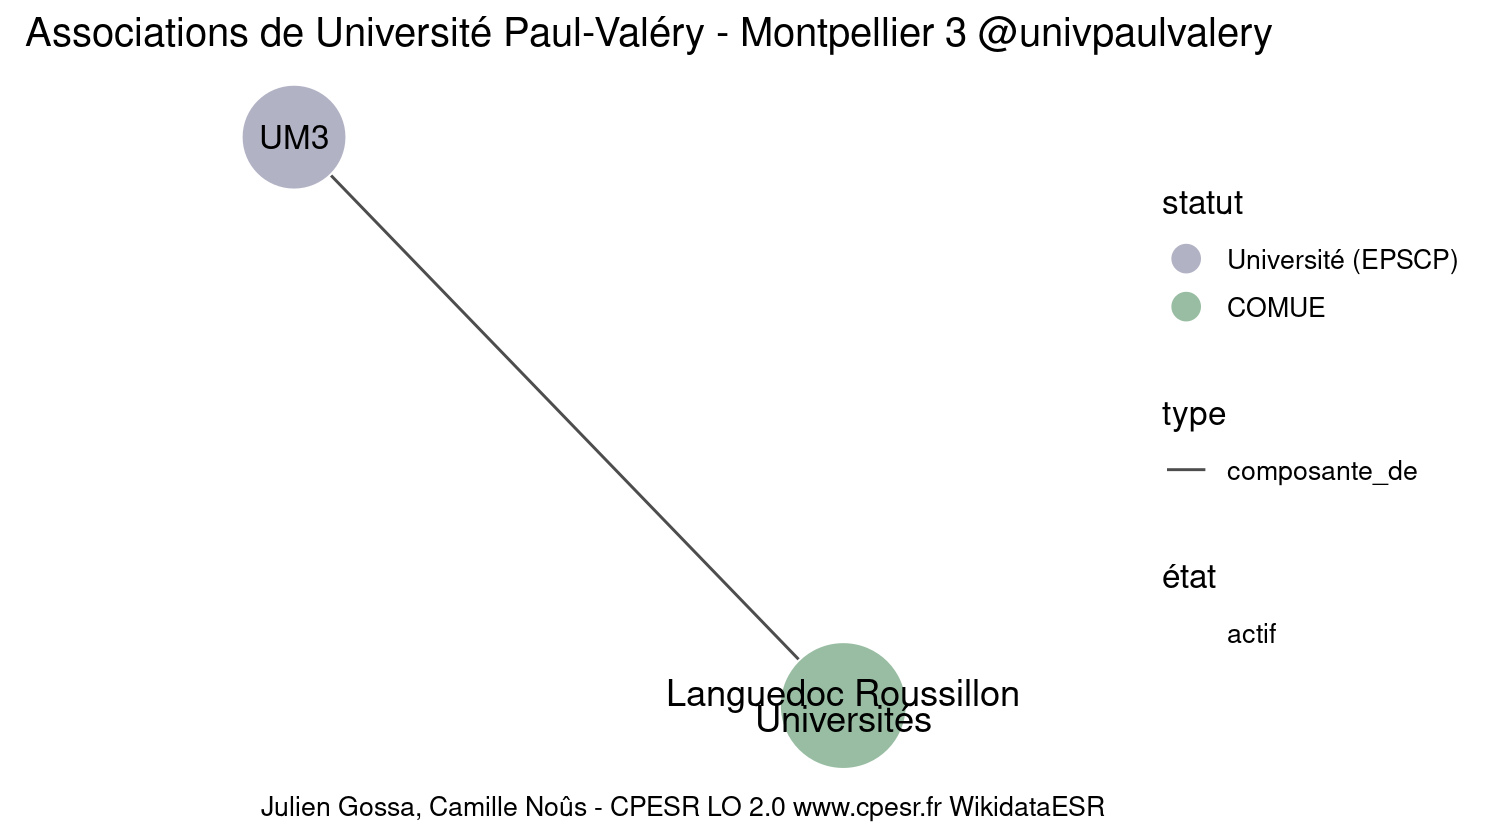 Associations de Université Paul-Valéry - Montpellier 3 @univpaulvalery
UM3
statut
Université (EPSCP)
COMUE
type
composante_de
état
actif
Languedoc Roussillon
Universités
Julien Gossa, Camille Noûs - CPESR LO 2.0 www.cpesr.fr WikidataESR